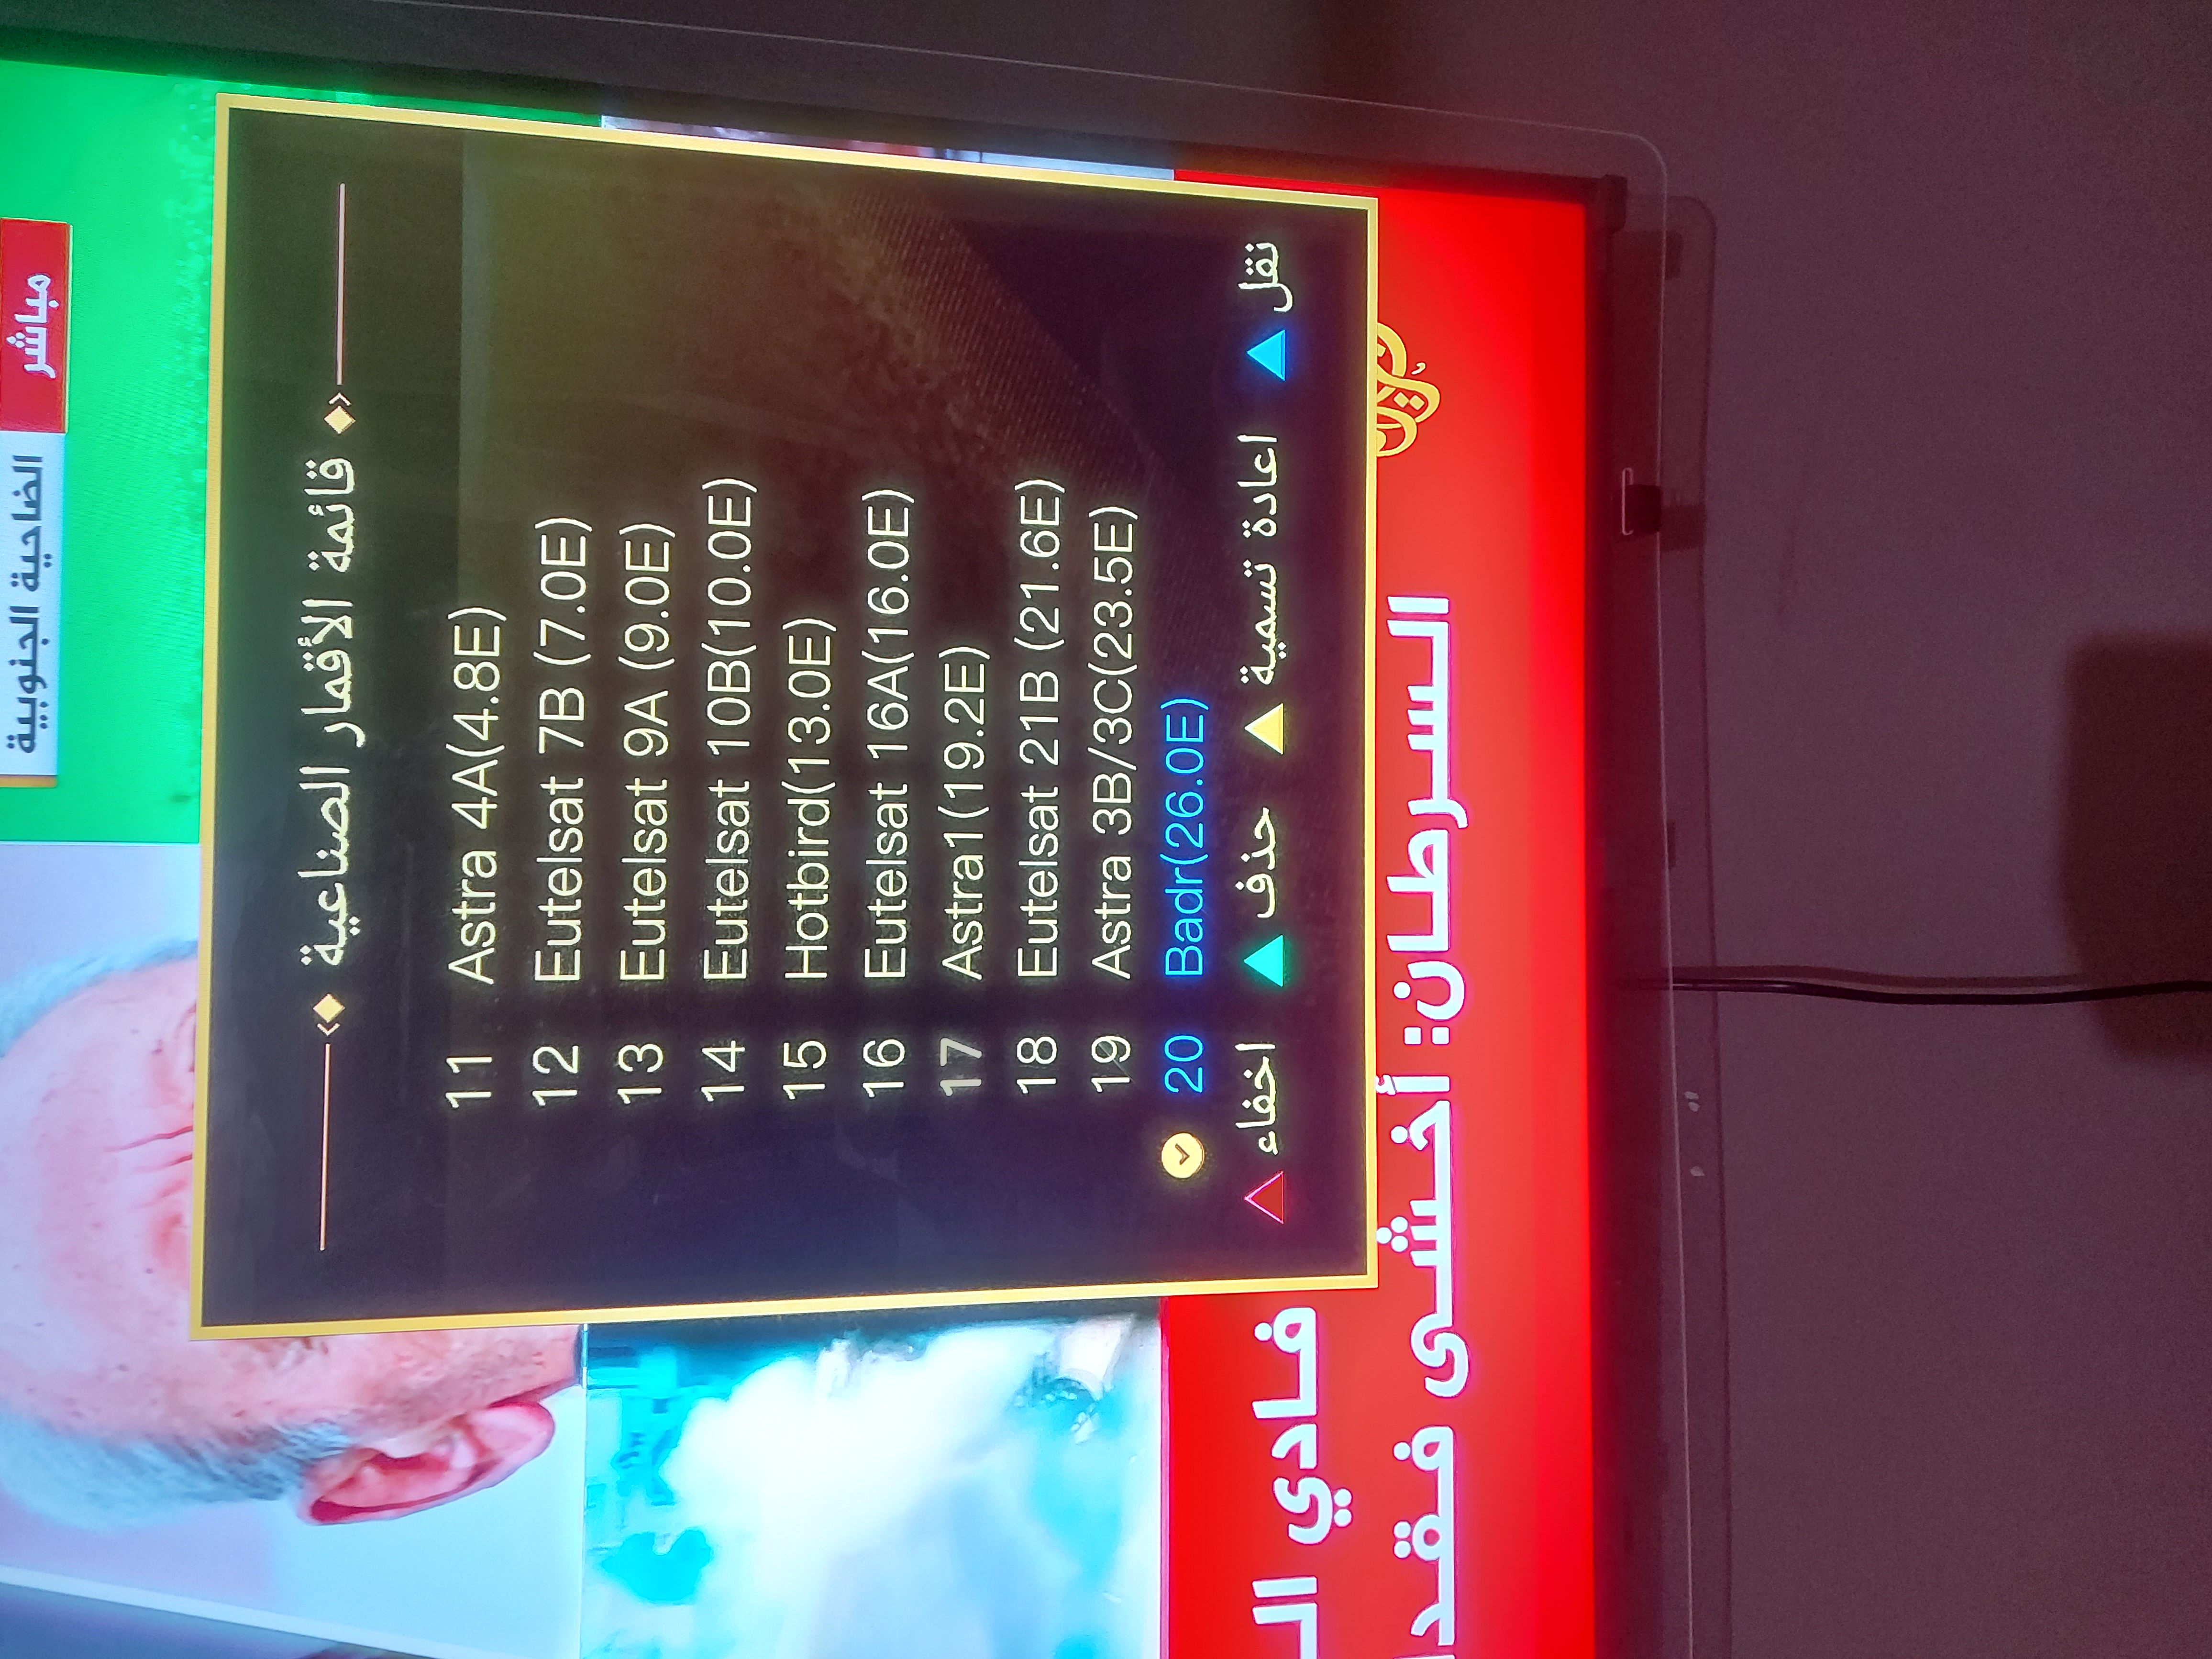 مباشر
الضاحية الجنوبية
قائمة الأقمار الصناعية
11 Astra 4A(4.8E)
12 Eutelsat 7B (7.0E)
13 Eutelsat 9A (9.0E)
14 Eutelsat 10B(10.0E)
15 Hotbird(13.0E)
16 Eutelsat 16A(16.0E)
17 Astra1(19.2E)
18 Eutelsat 21B (21.6E)
19 Astra 3B/3C(23.5E)
20 Badr(26.0E)
اخفاء حذف اعادة تسمية نقل
فادي
السرطان: أخشى